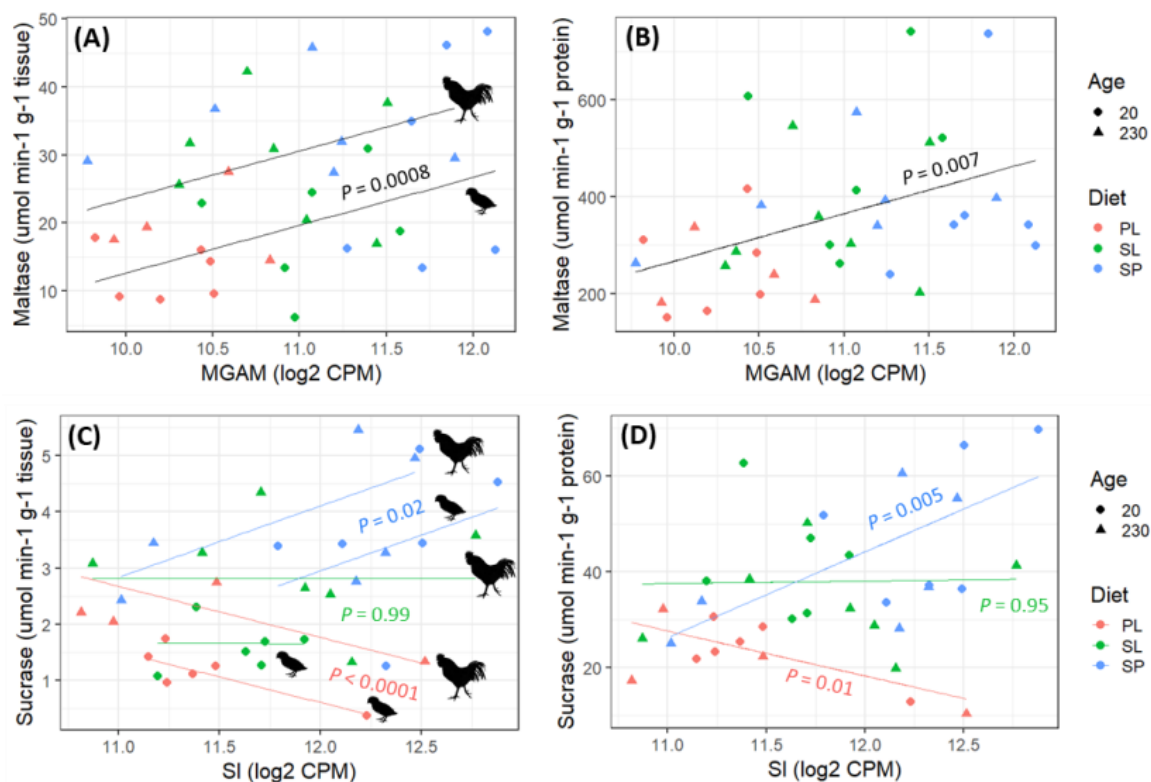 (A)
Maltase (umol min-1 g-1 tissue)
50
40
30
20
10
P = 0.0008
10.0 10.5 11.0 11.5 12.0
MGAM (log2 CPM)
(B)
Maltase (umol min-1 g-1 protein)
600
400
200
P = 0.007
10.0 10.5 11.0 11.5 12.0
MGAM (log2 CPM)
Age
20
230
Diet
PL
SL
SP
(C)
Sucrase (umol min-1 g-1 tissue)
5
4
3
2
1
P = 0.02
P = 0.99
P < 0.0001
11.0 11.5 12.0 12.5
SI (log2 CPM)
(D)
Sucrase (umol min-1 g-1 protein)
60
40
20
P = 0.005
P = 0.95
P = 0.01
11.0 11.5 12.0 12.5
SI (log2 CPM)
Age
20
230
Diet
PL
SL
SP